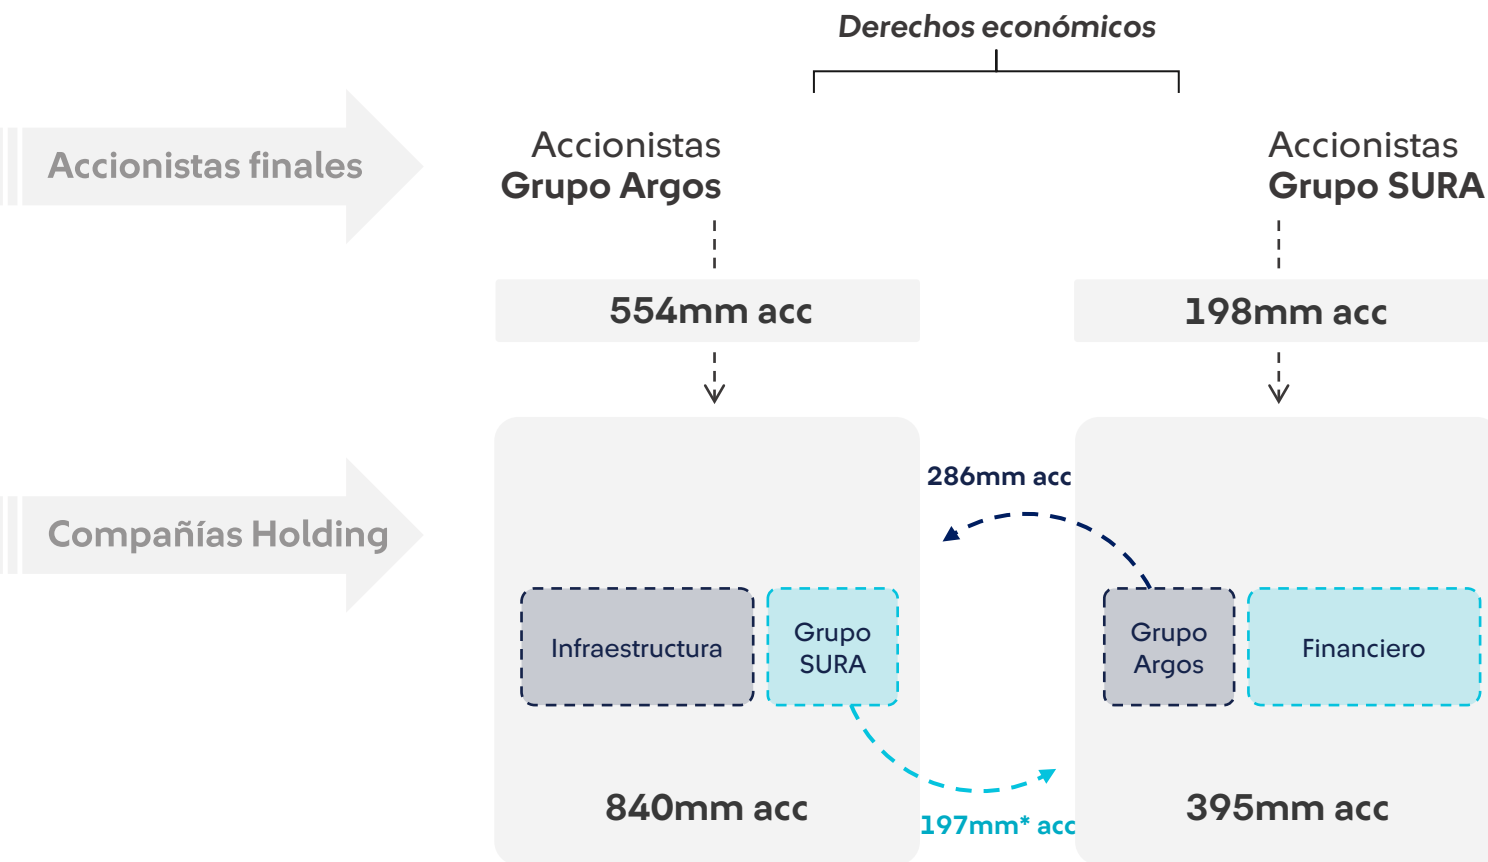 Derechos económicos
Accionistas finales
Accionistas
Grupo Argos
Accionistas
Grupo SURA
554mm acc
198mm acc
Compañías Holding
286mm acc
Infraestructura
Grupo
SURA
Grupo
Argos
Financiero
840mm acc
197mm* acc
395mm acc